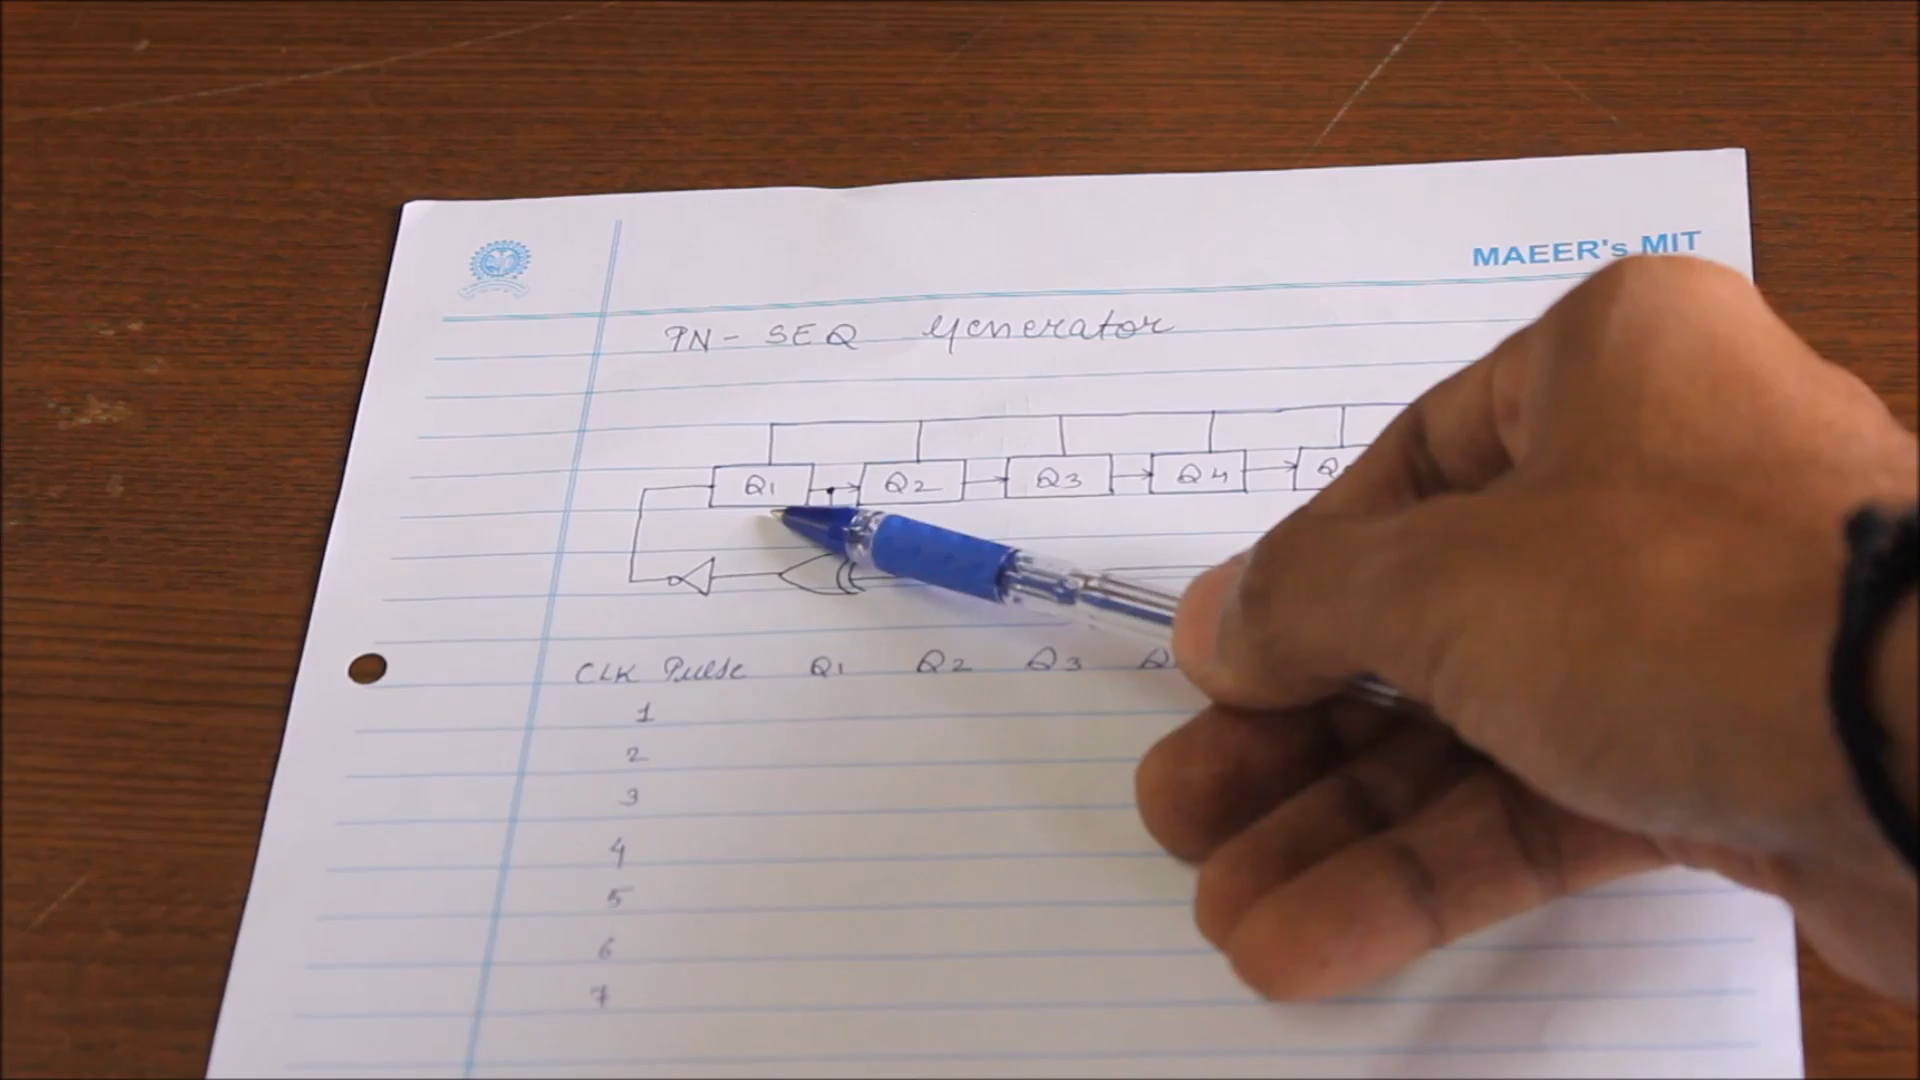 MAEER's MIT
PN - SEQ Generator
Q1 Q2 Q3 Q4
CLK Pulse Q1 Q2 Q3
1
2
3
4
5
6
7